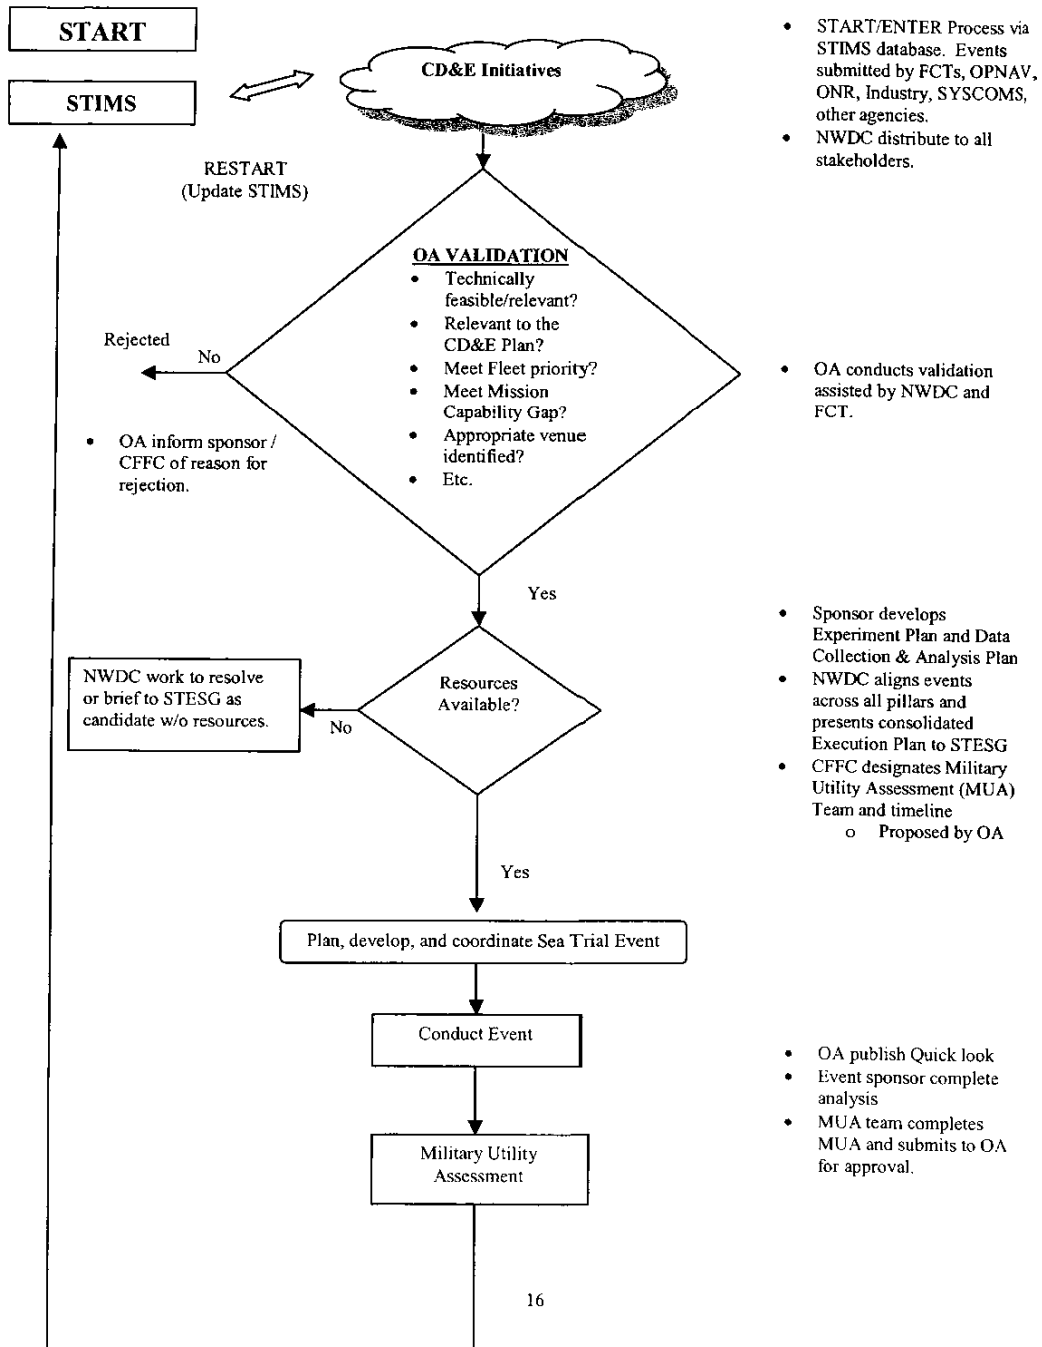 START
STIMS
CD&E Initiatives
RESTART
(Update STIMS)
• START/ENTER Process via
STIMS database. Events
submitted by FCTs, OPNAV,
ONR, Industry, SYSCOMS,
other agencies.
• NWDC distribute to all
stakeholders.
OA VALIDATION
• Technically
feasible/relevant?
• Relevant to the
CD&E Plan?
• Meet Fleet priority?
• Meet Mission
Capability Gap?
• Appropriate venue
identified?
• Etc.
Rejected
No
• OA inform sponsor /
CFFC of reason for
rejection.
• OA conducts validation
assisted by NWDC and
FCT.
Yes
Resources
Available?
No
NWDC work to resolve
or brief to STESG as
candidate w/o resources.
• Sponsor develops
Experiment Plan and Data
Collection & Analysis Plan
• NWDC aligns events
across all pillars and
presents consolidated
Execution Plan to STESG
• CFFC designates Military
Utility Assessment (MUA)
Team and timeline
o Proposed by OA
Yes
Plan, develop, and coordinate Sea Trial Event
Conduct Event
Military Utility
Assessment
• OA publish Quick look
• Event sponsor complete
analysis
• MUA team completes
MUA and submits to OA
for approval.
16